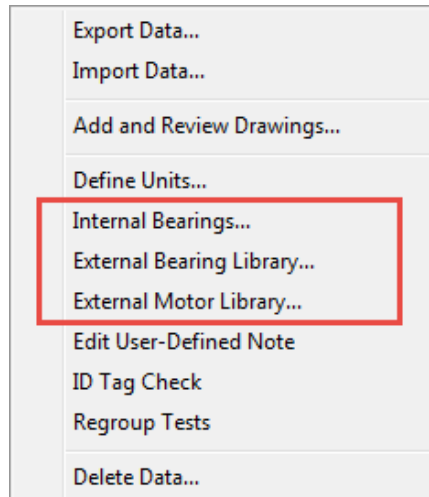 Export Data...
Import Data...
Add and Review Drawings...
Define Units...
Internal Bearings...
External Bearing Library...
External Motor Library...
Edit User-Defined Note
ID Tag Check
Regroup Tests
Delete Data...